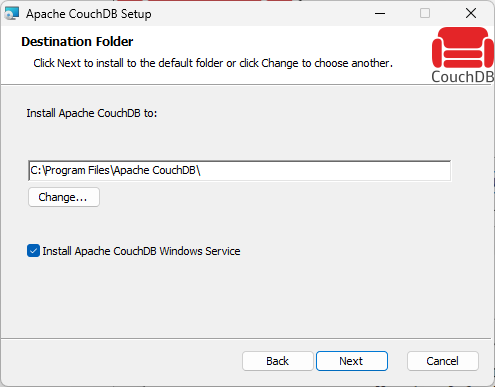 Apache CouchDB Setup
Destination Folder
Click Next to install to the default folder or click Change to choose another.
CouchDB
Install Apache CouchDB to:
C:\Program Files\Apache CouchDB\
Change...
Install Apache CouchDB Windows Service
Back
Next
Cancel